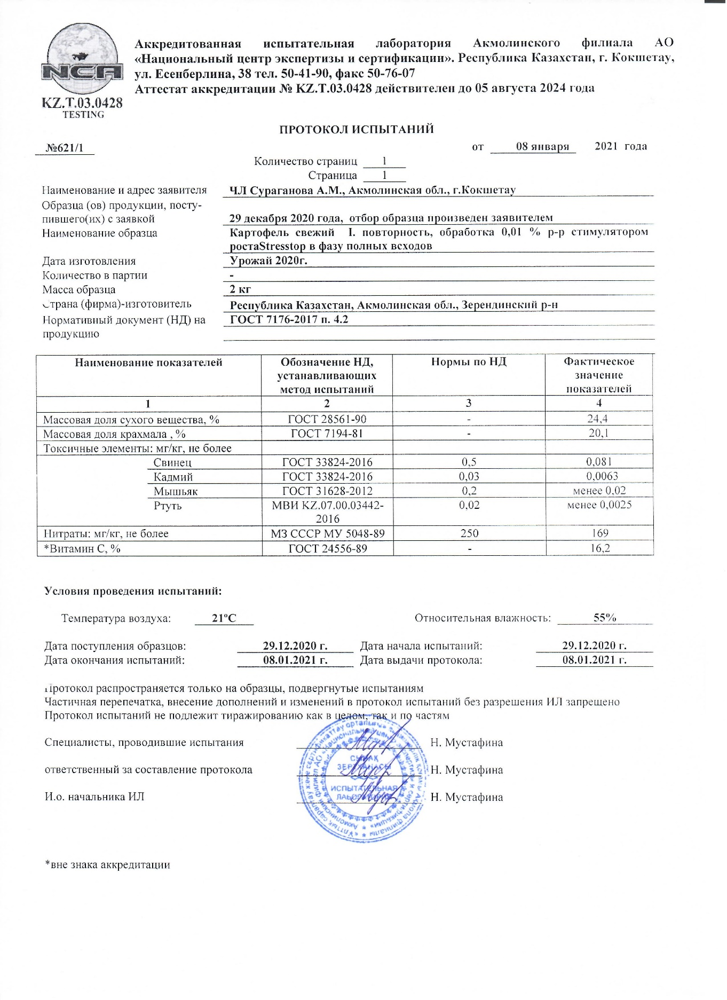 NCA
KZ.T.03.0428
TESTING
Аккредитованная испытательная лаборатория Акмолинского филиала АО
«Национальный центр экспертизы и сертификации». Республика Казахстан, г. Кокшетау,
ул. Есенберлина, 38 тел. 50-41-90, факс 50-76-07
Аттестат аккредитации № KZ.T.03.0428 действителен до 05 августа 2024 года
ПРОТОКОЛ ИСПЫТАНИЙ
№621/1 от 08 января 2021 года
Количество страниц 1
Страница 1
Наименование и адрес заявителя ЧЛ Сураганова А.М., Акмолинская обл., г.Кокшетау
Образца (ов) продукции, посту-
пившего(их) с заявкой 29 декабря 2020 года, отбор образца произведен заявителем
Наименование образца Картофель свежий I. повторность, обработка 0,01 % р-р стимулятором
ростаStresstop в фазу полных всходов
Дата изготовления Урожай 2020г.
Количество в партии -
Масса образца 2 кг
Страна (фирма)-изготовитель Республика Казахстан, Акмолинская обл., Зерендинский р-н
Нормативный документ (НД) на ГОСТ 7176-2017 п. 4.2
продукцию
Наименование показателей Обозначение НД, устанавливающих метод испытаний Нормы по НД Фактическое значение показателей
1 2 3 4
Массовая доля сухого вещества, % ГОСТ 28561-90 - 24,4
Массовая доля крахмала , % ГОСТ 7194-81 - 20,1
Токсичные элементы: мг/кг, не более
Свинец ГОСТ 33824-2016 0,5 0,081
Кадмий ГОСТ 33824-2016 0,03 0,0063
Мышьяк ГОСТ 31628-2012 0,2 менее 0,02
Ртуть МВИ KZ.07.00.03442-2016 0,02 менее 0,0025
Нитраты: мг/кг, не более МЗ СССР МУ 5048-89 250 169
*Витамин С, % ГОСТ 24556-89 - 16,2
Условия проведения испытаний:
Температура воздуха: 21°С Относительная влажность: 55%
Дата поступления образцов: 29.12.2020 г. Дата начала испытаний: 29.12.2020 г.
Дата окончания испытаний: 08.01.2021 г. Дата выдачи протокола: 08.01.2021 г.
Протокол распространяется только на образцы, подвергнутые испытаниям
Частичная перепечатка, внесение дополнений и изменений в протокол испытаний без разрешения ИЛ запрещено
Протокол испытаний не подлежит тиражированию как в целом, так и по частям
Специалисты, проводившие испытания Н. Мустафина
ответственный за составление протокола Н. Мустафина
И.о. начальника ИЛ Н. Мустафина
СЫНАҚ
ЗЕРТХАНАСЫ
ИСПЫТАТЕЛЬНАЯ
ЛАБОРАТОРИЯ
*вне знака аккредитации